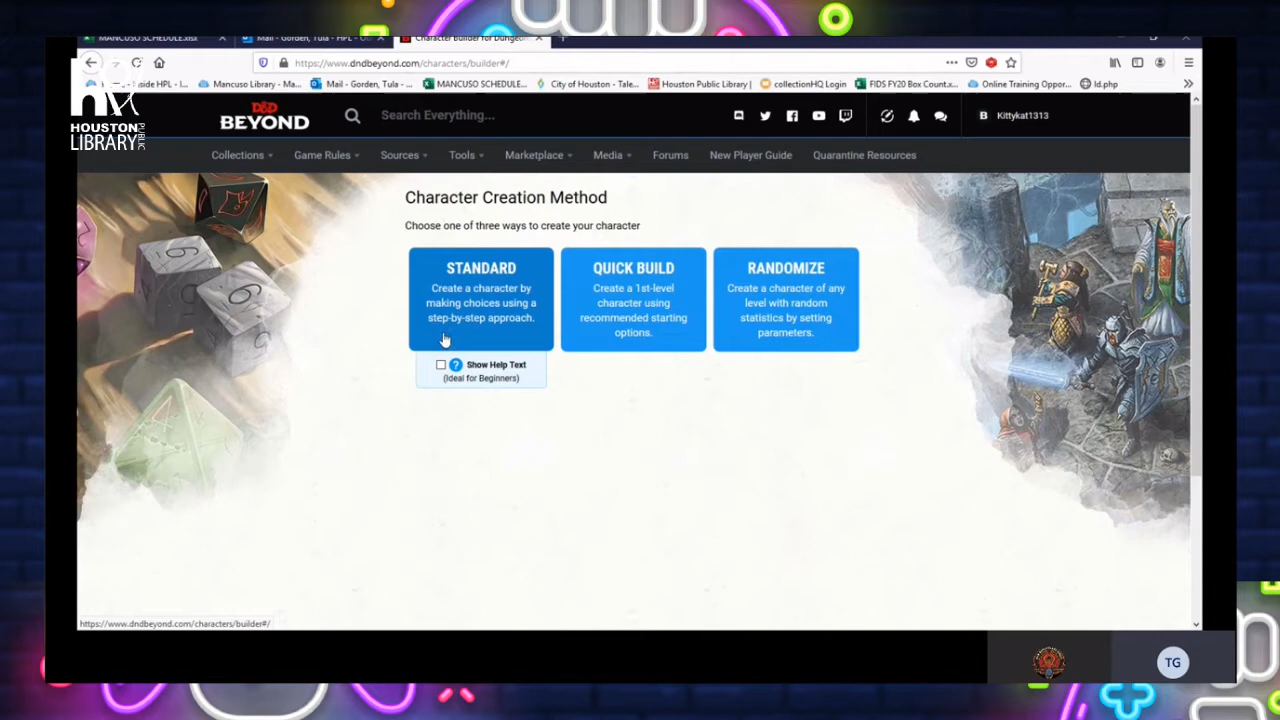 MANCUSO SCHEDULE.xlsx
Mail - Gorden, Tula - HPL - O
Character Builder for Dungeo
https://www.dndbeyond.com/characters/builder#/
side HPL - I...
Mancuso Library - Ma...
Mail - Gorden, Tula - ...
MANCUSO SCHEDULE...
City of Houston - Tale...
Houston Public Library |
collectionHQ Login
FIDS FY20 Box Count.x...
Online Training Oppor...
ld.php
HOUSTON
LIBRARY
PUBLIC
D&D
BEYOND
Search Everything...
B Kittykat1313
Collections
Game Rules
Sources
Tools
Marketplace
Media
Forums
New Player Guide
Quarantine Resources
Character Creation Method
Choose one of three ways to create your character
STANDARD
Create a character by
making choices using a
step-by-step approach.
? Show Help Text
(Ideal for Beginners)
QUICK BUILD
Create a 1st-level
character using
recommended starting
options.
RANDOMIZE
Create a character of any
level with random
statistics by setting
parameters.
https://www.dndbeyond.com/characters/builder#/
TG